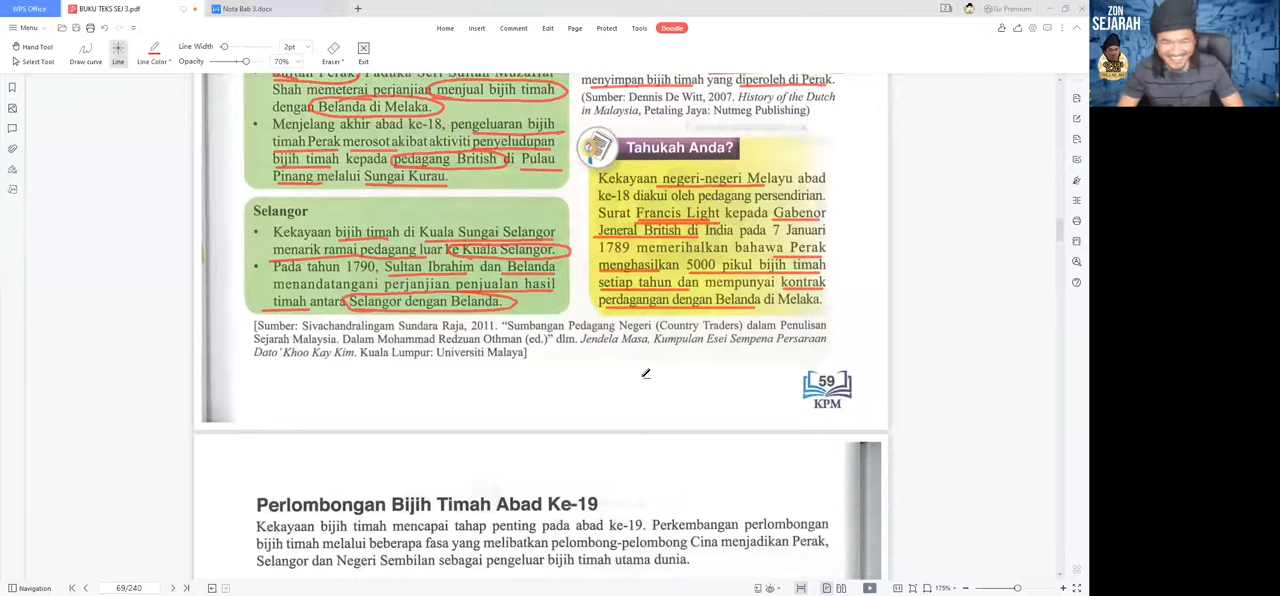 WPS Office
BUKU TEKS SEJ 3.pdf
Nota Bab 3.docx
Go Premium
Menu
Home
Insert
Comment
Edit
Page
Protect
Tools
Doodle
Hand Tool
Select Tool
Draw curve
Line
Line Color
Line Width
2pt
Opacity
70%
Eraser
Exit
ZON
SEJARAH
Sultan Perak, Paduka Seri Sultan Muzaffar
Shah memeterai perjanjian menjual bijih timah
dengan Belanda di Melaka.
• Menjelang akhir abad ke-18, pengeluaran bijih
timah Perak merosot akibat aktiviti penyeludupan
bijih timah kepada pedagang British di Pulau
Pinang melalui Sungai Kurau.
Selangor
• Kekayaan bijih timah di Kuala Sungai Selangor
menarik ramai pedagang luar ke Kuala Selangor.
• Pada tahun 1790, Sultan Ibrahim dan Belanda
menandatangani perjanjian penjualan hasil
timah antara Selangor dengan Belanda.
menyimpan bijih timah yang diperoleh di Perak.
(Sumber: Dennis De Witt, 2007. History of the Dutch
in Malaysia, Petaling Jaya: Nutmeg Publishing)
Tahukah Anda?
Kekayaan negeri-negeri Melayu abad
ke-18 diakui oleh pedagang persendirian.
Surat Francis Light kepada Gabenor
Jeneral British di India pada 7 Januari
1789 memerihalkan bahawa Perak
menghasilkan 5000 pikul bijih timah
setiap tahun dan mempunyai kontrak
perdagangan dengan Belanda di Melaka.
[Sumber: Sivachandralingam Sundara Raja, 2011. “Sumbangan Pedagang Negeri (Country Traders) dalam Penulisan
Sejarah Malaysia. Dalam Mohammad Redzuan Othman (ed.)” dlm. Jendela Masa, Kumpulan Esei Sempena Persaraan
Dato’ Khoo Kay Kim. Kuala Lumpur: Universiti Malaya]
59
KPM
Perlombongan Bijih Timah Abad Ke-19
Kekayaan bijih timah mencapai tahap penting pada abad ke-19. Perkembangan perlombongan
bijih timah melalui beberapa fasa yang melibatkan pelombong-pelombong Cina menjadikan Perak,
Selangor dan Negeri Sembilan sebagai pengeluar bijih timah utama dunia.
Navigation
69/240
175%